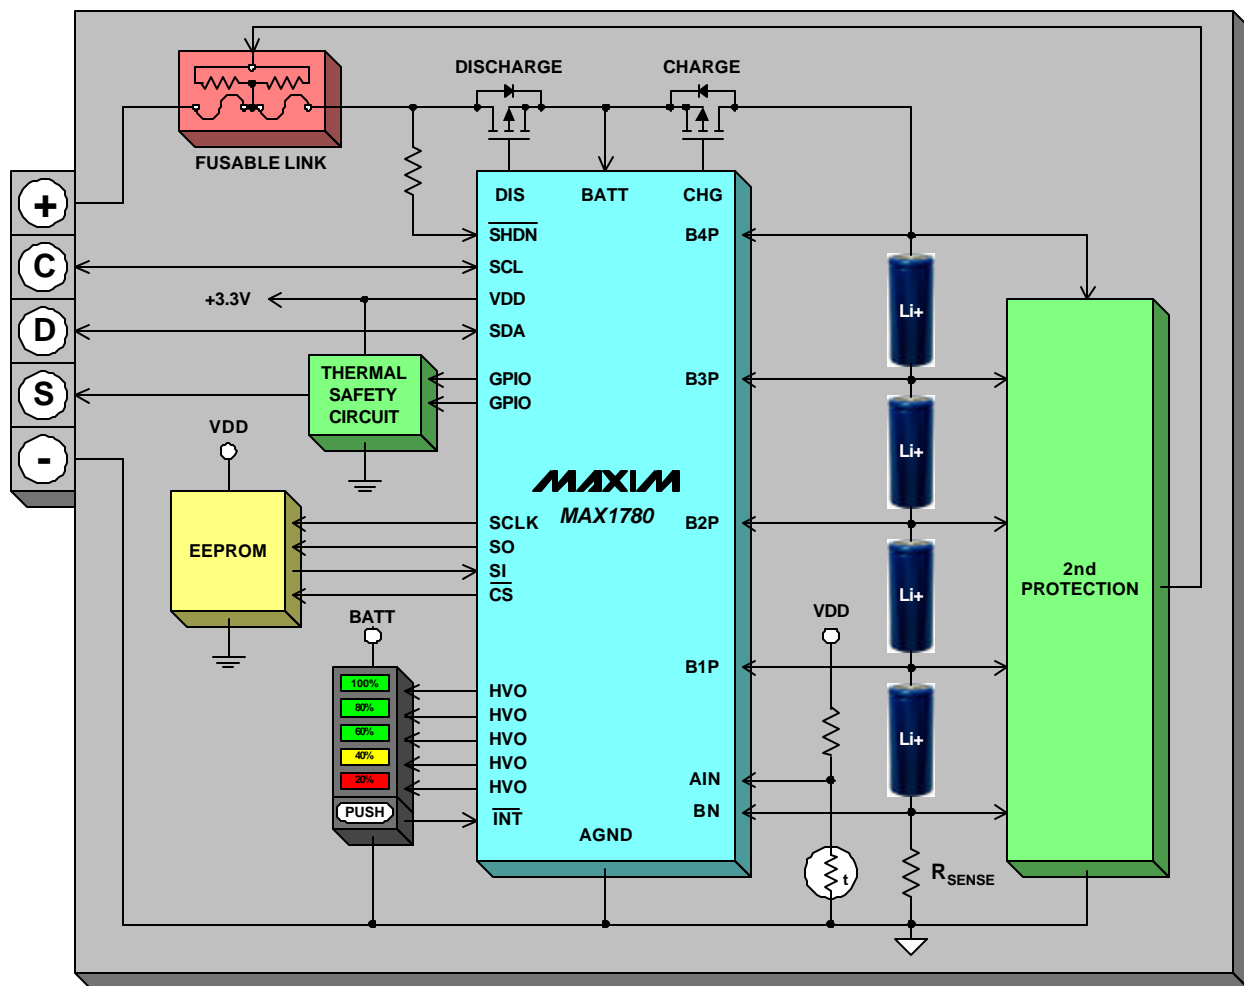 DISCHARGE
CHARGE
FUSABLE LINK
+
C
D
S
-
DIS
BATT
CHG
SHDN
SCL
+3.3V
VDD
SDA
GPIO
GPIO
THERMAL
SAFETY
CIRCUIT
VDD
EEPROM
SCLK
SO
SI
CS
BATT
100%
80%
60%
40%
20%
PUSH
HVO
HVO
HVO
HVO
HVO
INT
AGND
MAXIM
MAX1780
B4P
B3P
B2P
B1P
AIN
BN
VDD
t
Li+
Li+
Li+
Li+
RSENSE
2nd
PROTECTION